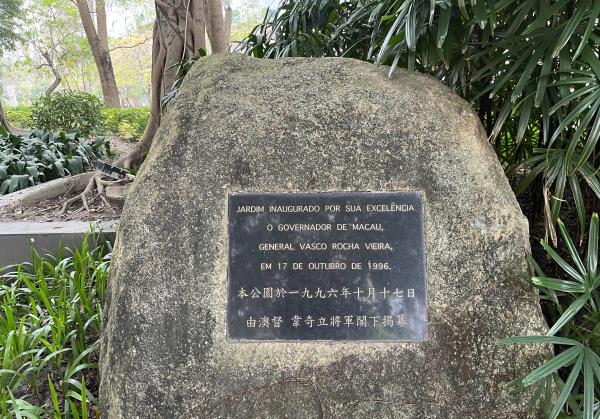 JARDIM INAUGURADO POR SUA EXCELÊNCIA
O GOVERNADOR DE MACAU,
GENERAL VASCO ROCHA VIEIRA,
EM 17 DE OUTUBRO DE 1996.
本公園於一九九六年十月十七日
由澳督 韋奇立將軍閣下揭幕